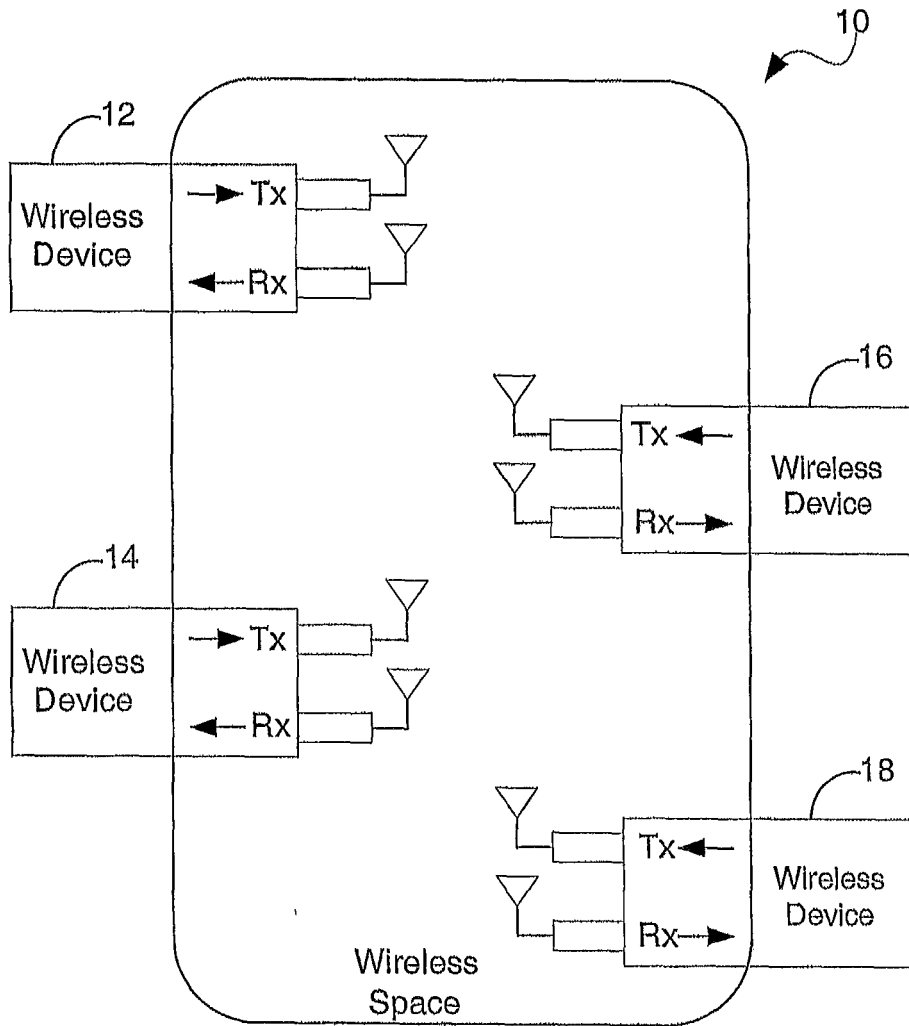 10
12
Wireless
Device
Tx
Rx
16
Tx
Rx
Wireless
Device
14
Wireless
Device
Tx
Rx
18
Tx
Rx
Wireless
Device
Wireless
Space